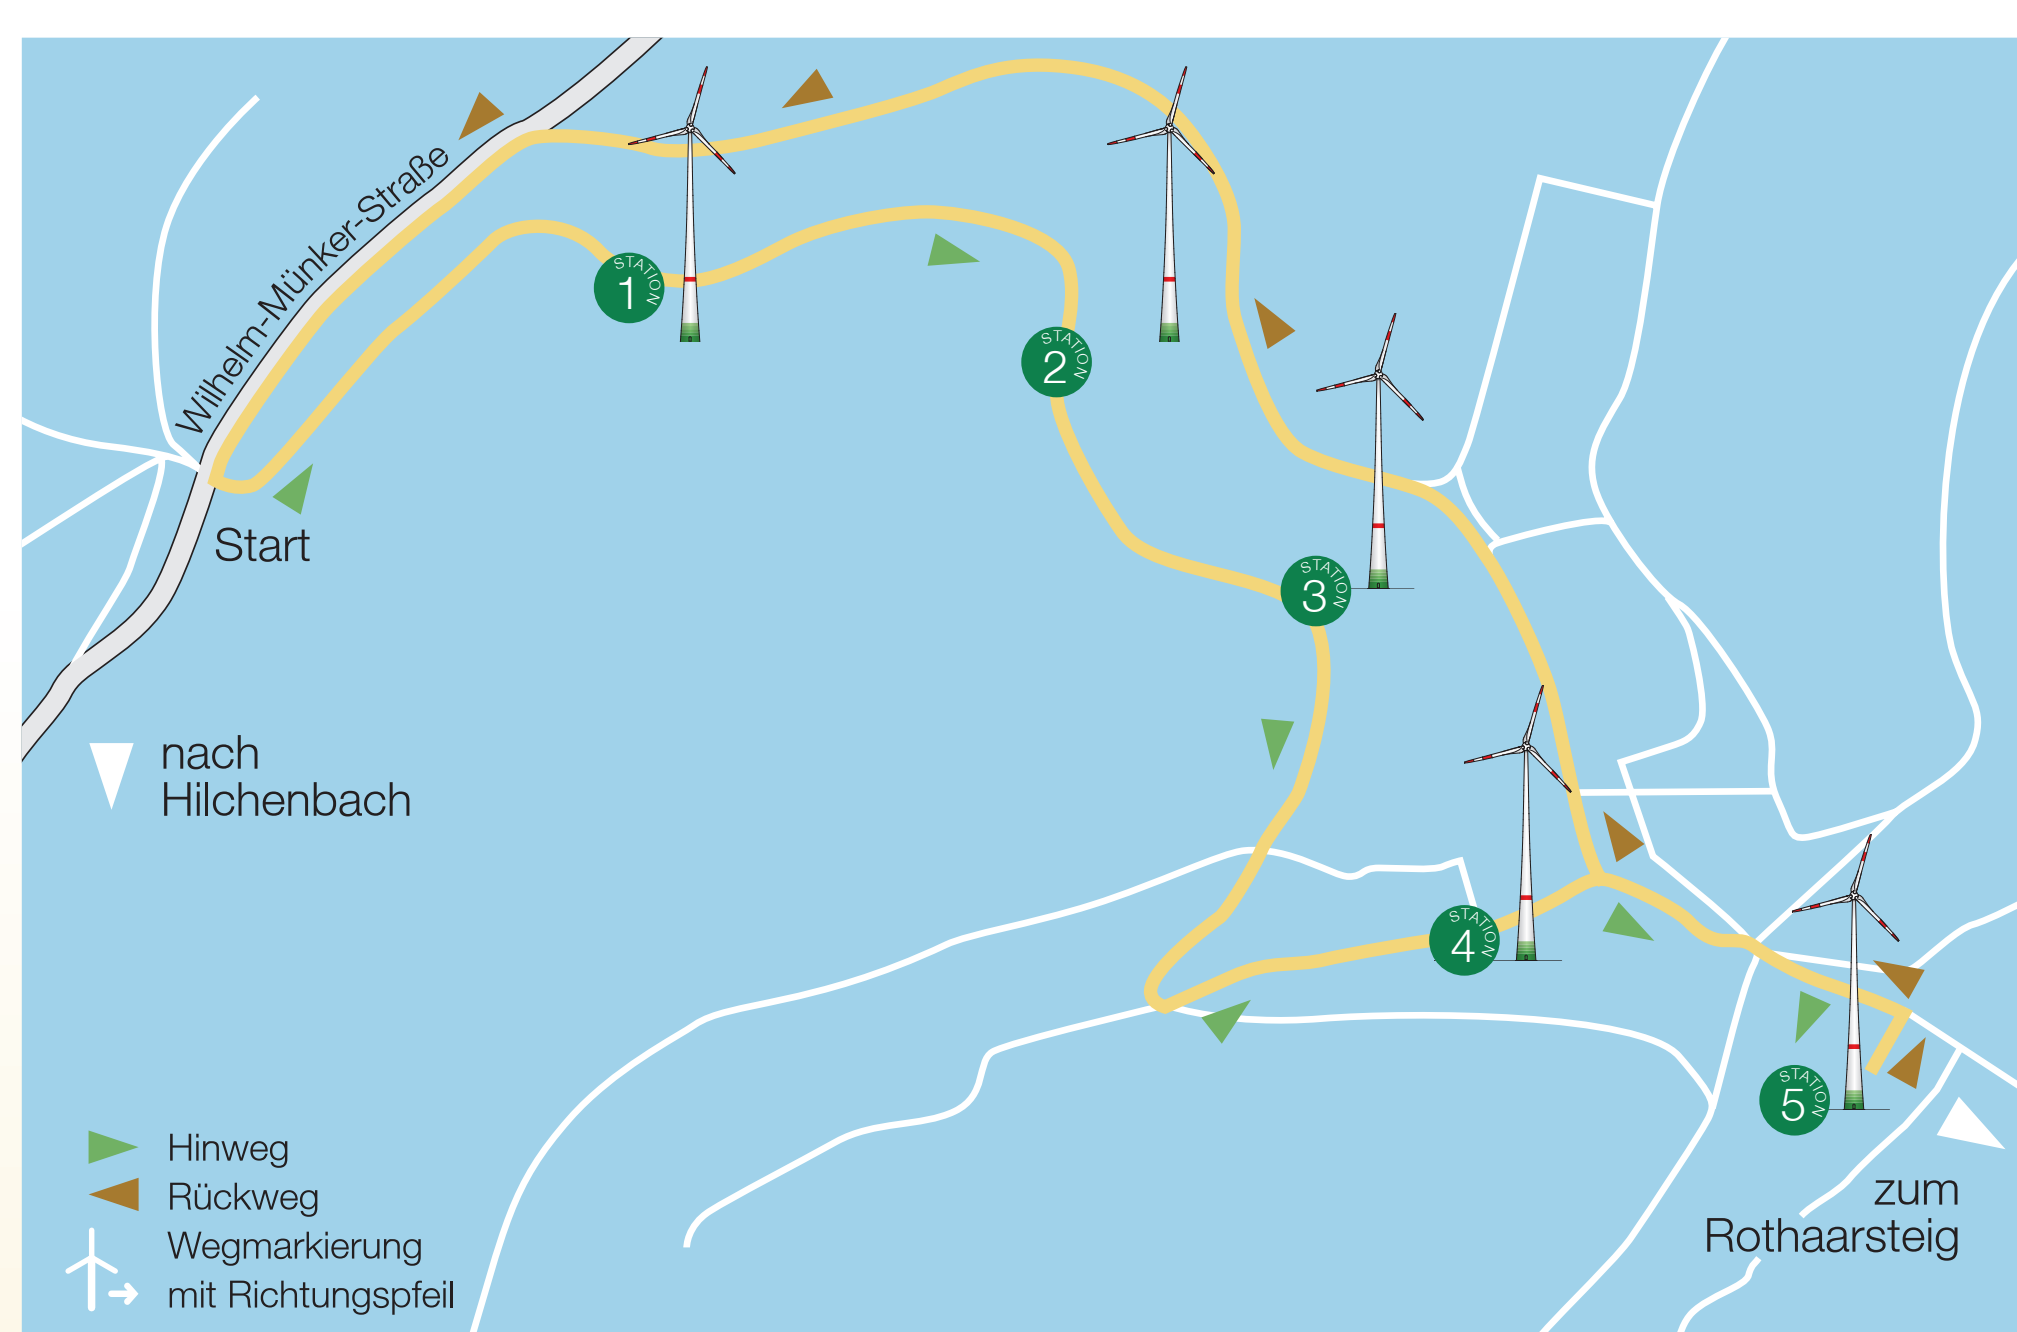 Wilhelm-Münker-Straße
STATION
1
STATION
2
Start
STATION
3
nach
Hilchenbach
STATION
4
STATION
5
Hinweg
Rückweg
Wegmarkierung
mit Richtungspfeil
zum
Rothaarsteig